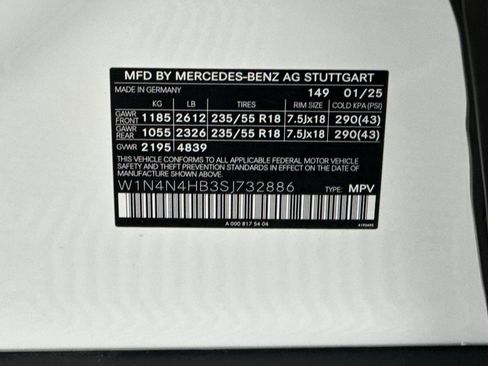 MFD BY MERCEDES-BENZ AG STUTTGART
MADE IN GERMANY 149 01/25
KG LB TIRES RIM SIZE COLD KPA(PSI)
GAWR FRONT 1185 2612 235/55 R18 7.5Jx18 290(43)
GAWR REAR 1055 2326 235/55 R18 7.5Jx18 290(43)
GVWR 2195 4839
THIS VEHICLE CONFORMS TO ALL APPLICABLE FEDERAL MOTOR VEHICLE
SAFETY AND THEFT PREVENTION STANDARDS IN EFFECT ON THE DATE
OF MANUFACTURE SHOWN ABOVE.
W1N4N4HB3SJ732886 TYPE: MPV
A 000 817 54 04